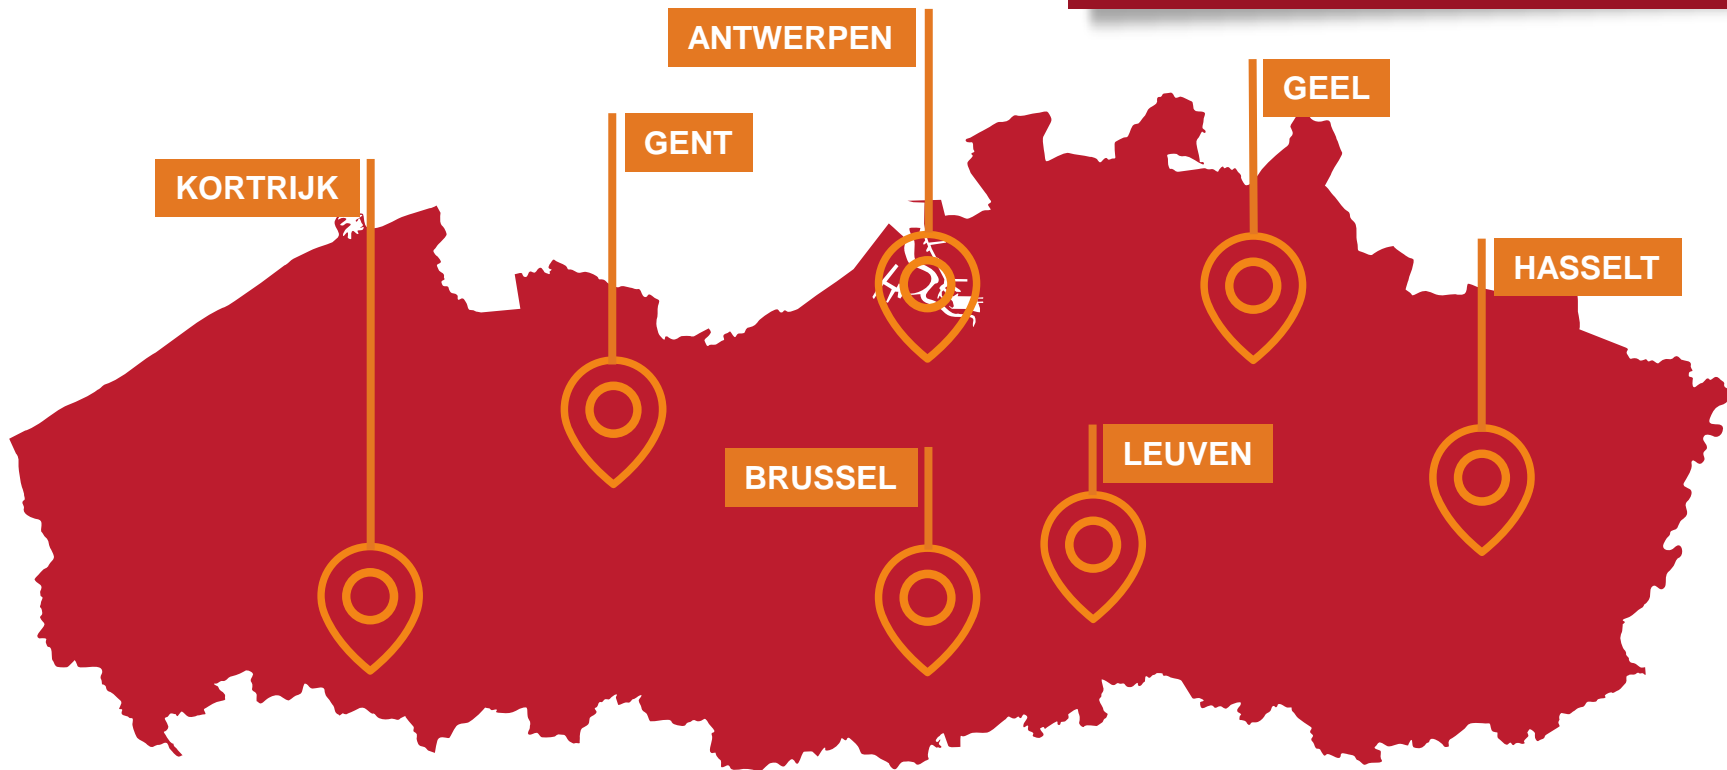 ANTWERPEN
GEEL
GENT
KORTRIJK
HASSELT
LEUVEN
BRUSSEL